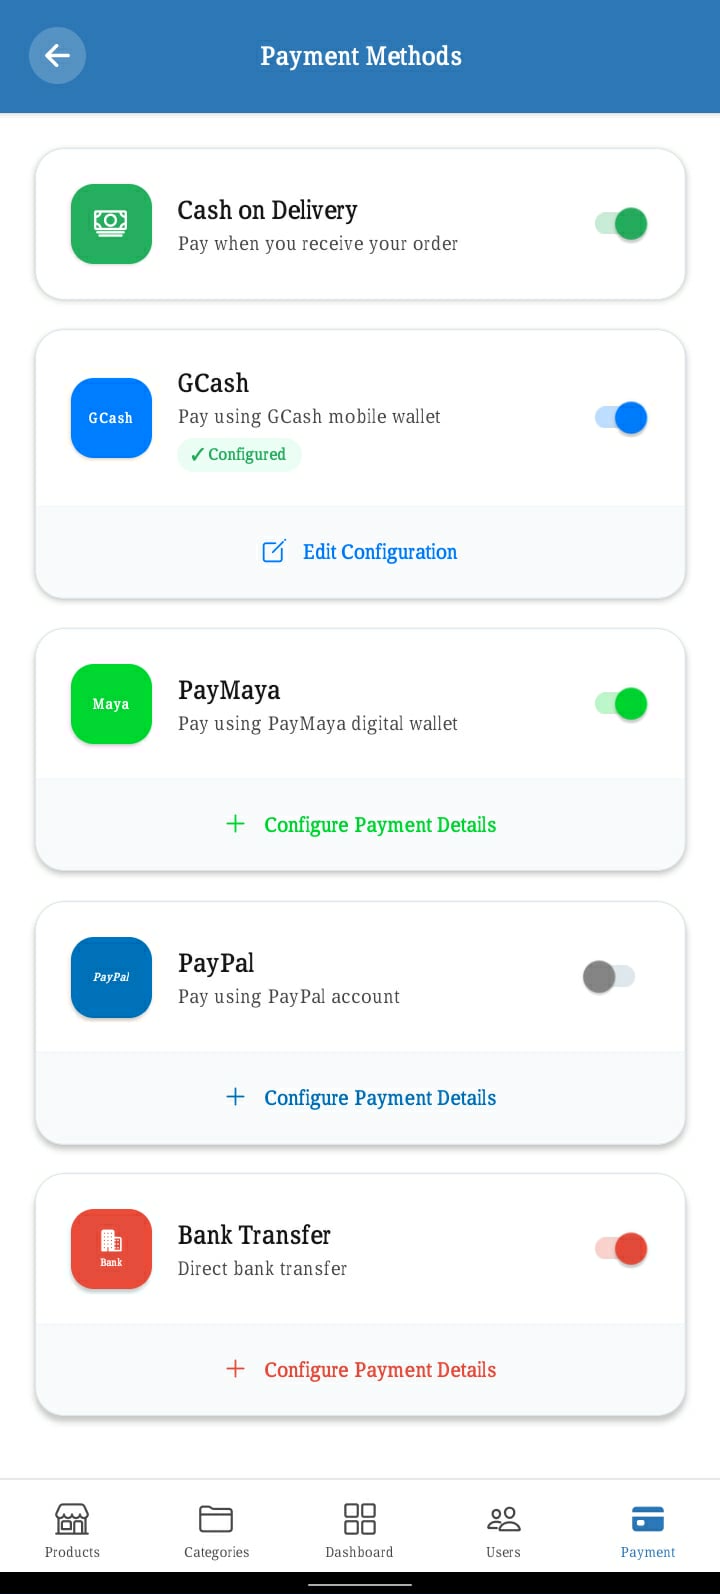 Payment Methods
Cash on Delivery
Pay when you receive your order
GCash
GCash
Pay using GCash mobile wallet
✓ Configured
Edit Configuration
Maya
PayMaya
Pay using PayMaya digital wallet
+ Configure Payment Details
PayPal
PayPal
Pay using PayPal account
+ Configure Payment Details
Bank
Bank Transfer
Direct bank transfer
+ Configure Payment Details
Products
Categories
Dashboard
Users
Payment